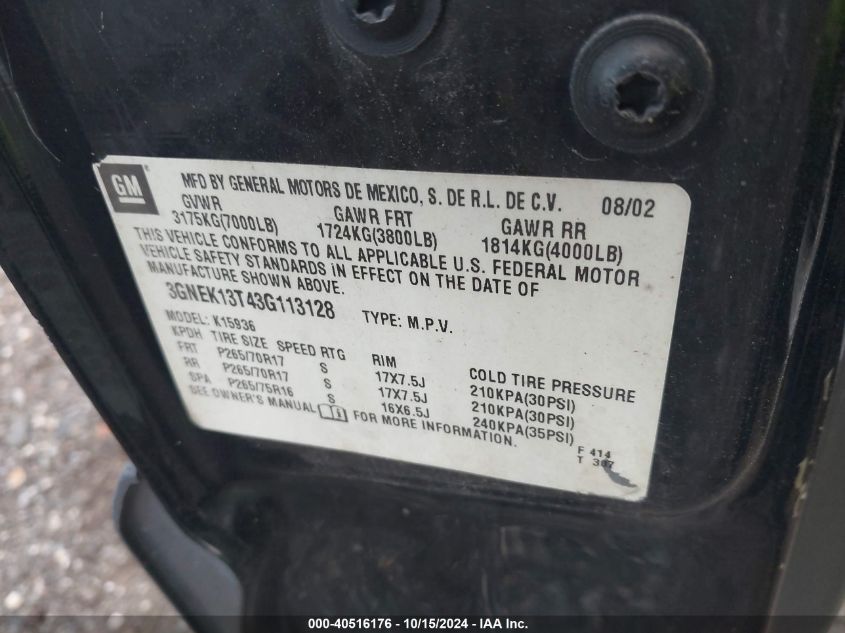 GM
MFD BY GENERAL MOTORS DE MEXICO, S. DE R.L. DE C.V. 08/02
GVWR GAWR FRT GAWR RR
3175KG(7000LB) 1724KG(3800LB) 1814KG(4000LB)
THIS VEHICLE CONFORMS TO ALL APPLICABLE U.S. FEDERAL MOTOR
VEHICLE SAFETY STANDARDS IN EFFECT ON THE DATE OF
MANUFACTURE SHOWN ABOVE.
3GNEK13T43G113128 TYPE: M.P.V.
MODEL: K15936
KPDH TIRE SIZE SPEED RTG RIM COLD TIRE PRESSURE
FRT P265/70R17 S 17X7.5J 210KPA(30PSI)
RR P265/70R17 S 17X7.5J 210KPA(30PSI)
SPA P265/75R16 S 16X6.5J 240KPA(35PSI)
SEE OWNER'S MANUAL FOR MORE INFORMATION.
F 414
T 307
000-40516176 - 10/15/2024 - IAA Inc.